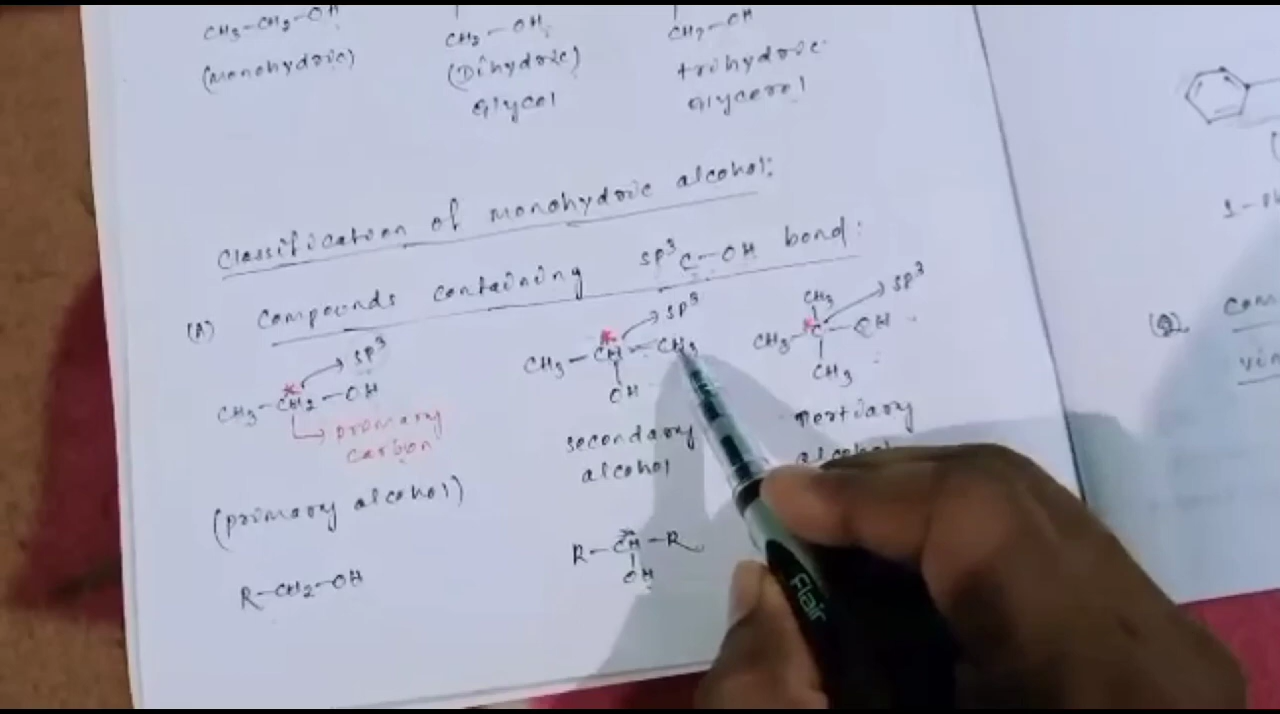 CH3-CH2-OH
(Monohydric)
CH2-OH
(Dihydric)
Glycol
CH2-OH
trihydric
Glycerol
Classification of monohydric alcohol:
(A) compounds containing SP³ C-OH bond:
SP³
CH3-CH2-OH
primary
carbon
(primary alcohol)
R-CH2-OH
SP³
CH3-CH-CH3
OH
secondary
alcohol
R-CH-R
OH
SP³
CH3
CH3-C-OH
CH3
Tertiary
alcohol
Flair